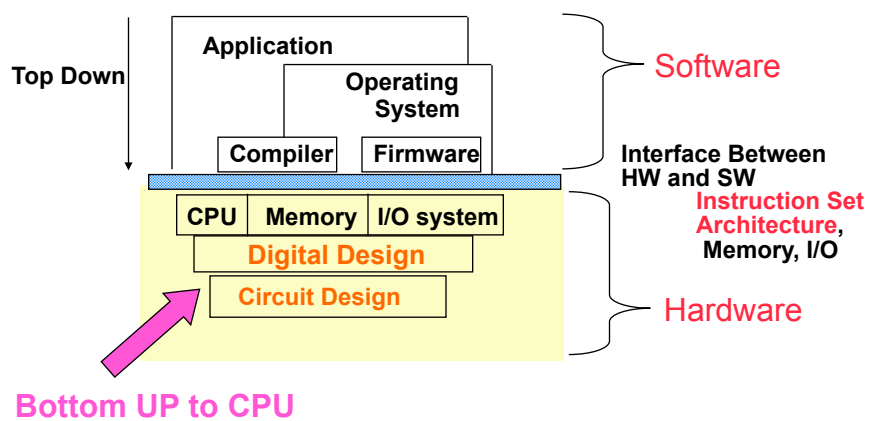 Application
Top Down
Operating
System
Software
Compiler
Firmware
Interface Between
HW and SW
Instruction Set
Architecture,
Memory, I/O
CPU
Memory
I/O system
Digital Design
Circuit Design
Hardware
Bottom UP to CPU